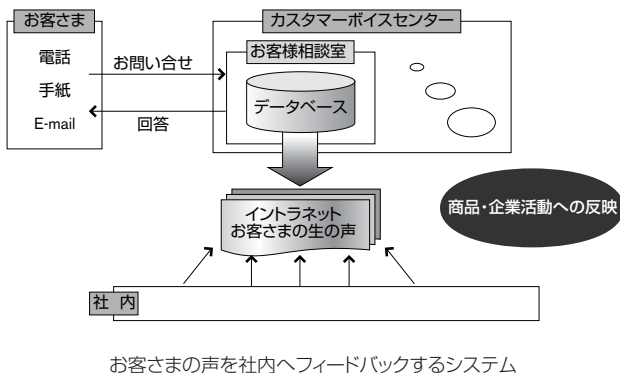 お客さま
電話
手紙
E-mail
お問い合せ
回答
カスタマーボイスセンター
お客様相談室
データベース
イントラネット
お客さまの生の声
商品・企業活動への反映
社 内
お客さまの声を社内へフィードバックするシステム